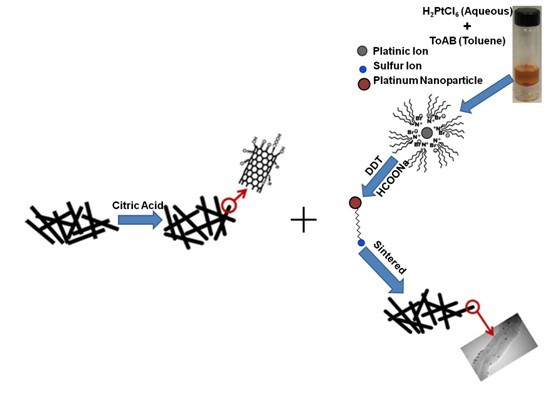 H₂PtCl₆ (Aqueous)
+
ToAB (Toluene)
Platinic Ion
Sulfur Ion
Platinum Nanoparticle
DDT
HCOONa
Citric Acid
+
Sintered